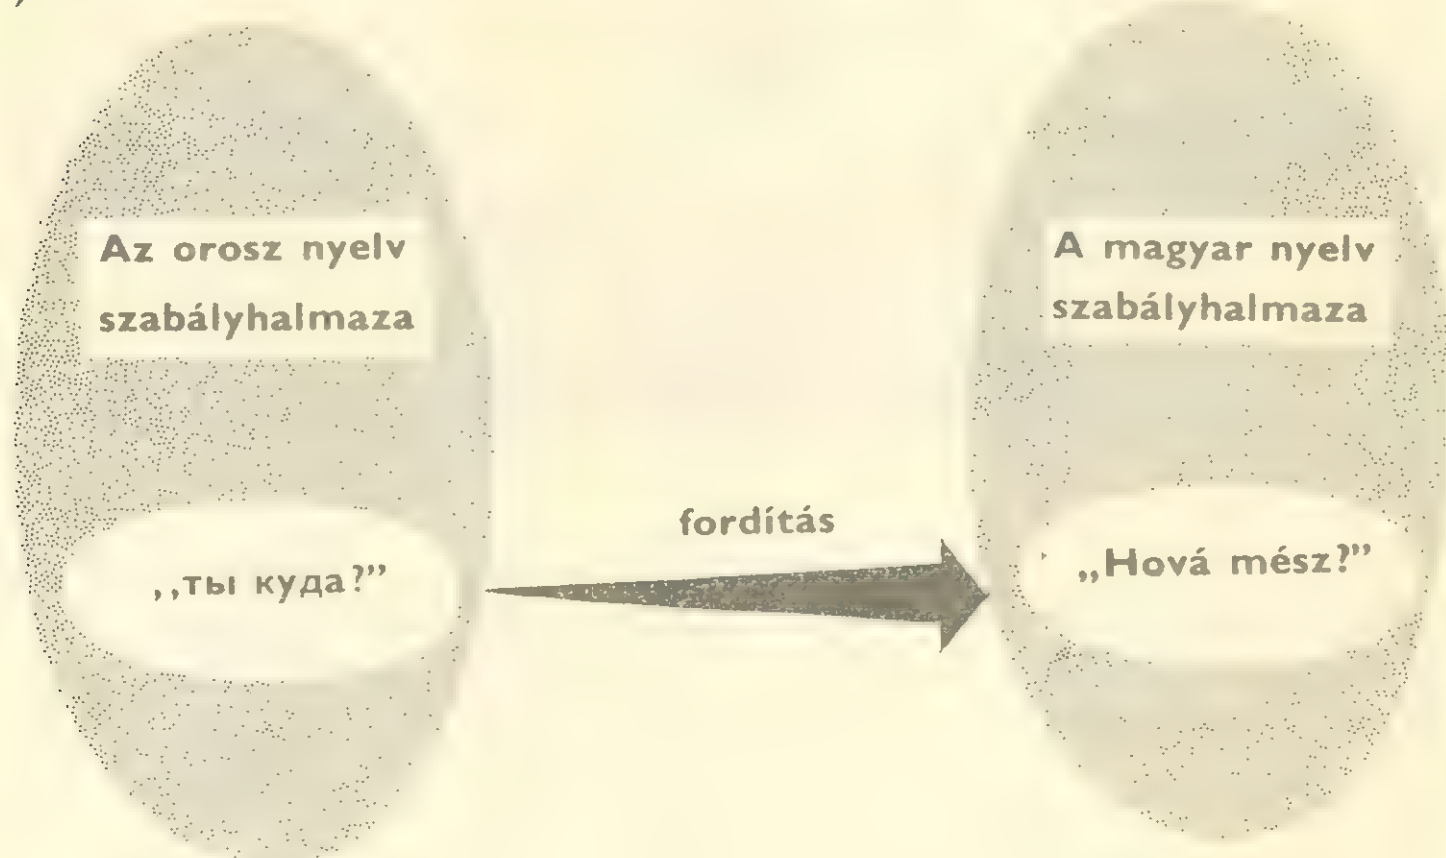 Az orosz nyelv
szabályhalmaza
A magyar nyelv
szabályhalmaza
fordítás
„ты куда?”
„Hová mész?”